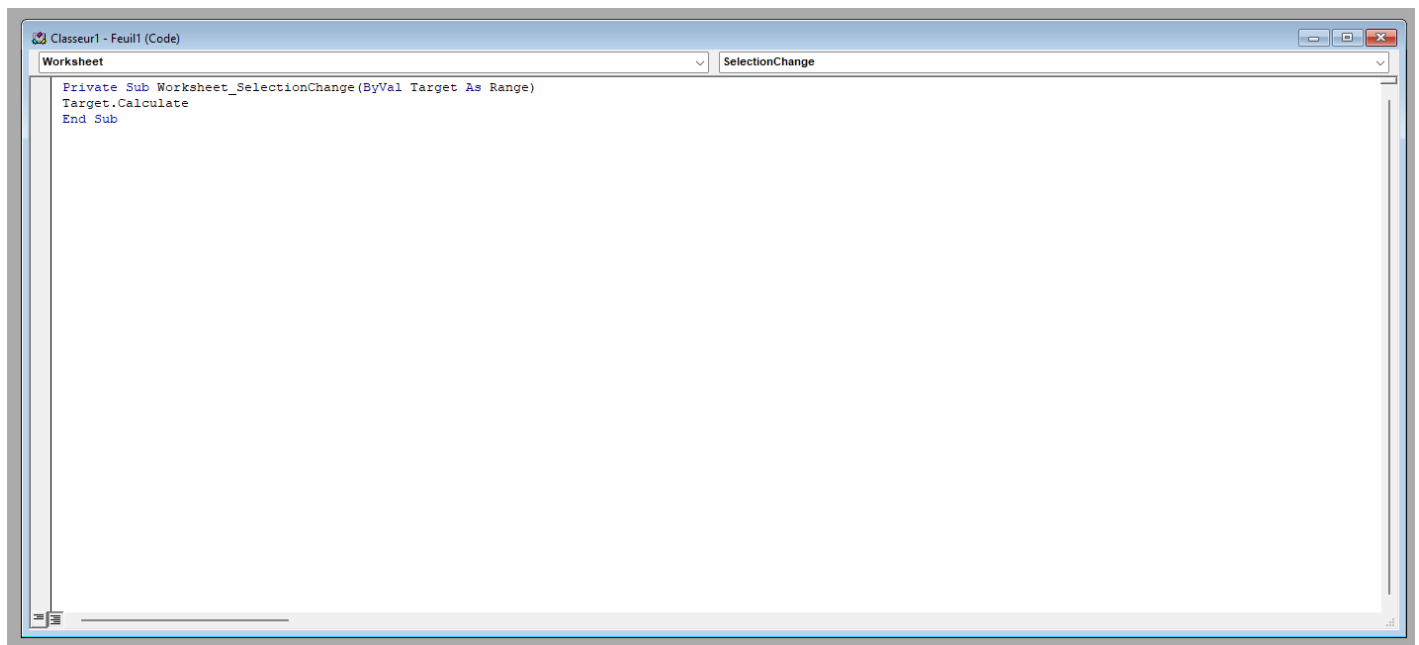 Classeur1 - Feuil1 (Code)
Worksheet SelectionChange
Private Sub Worksheet_SelectionChange(ByVal Target As Range)
Target.Calculate
End Sub